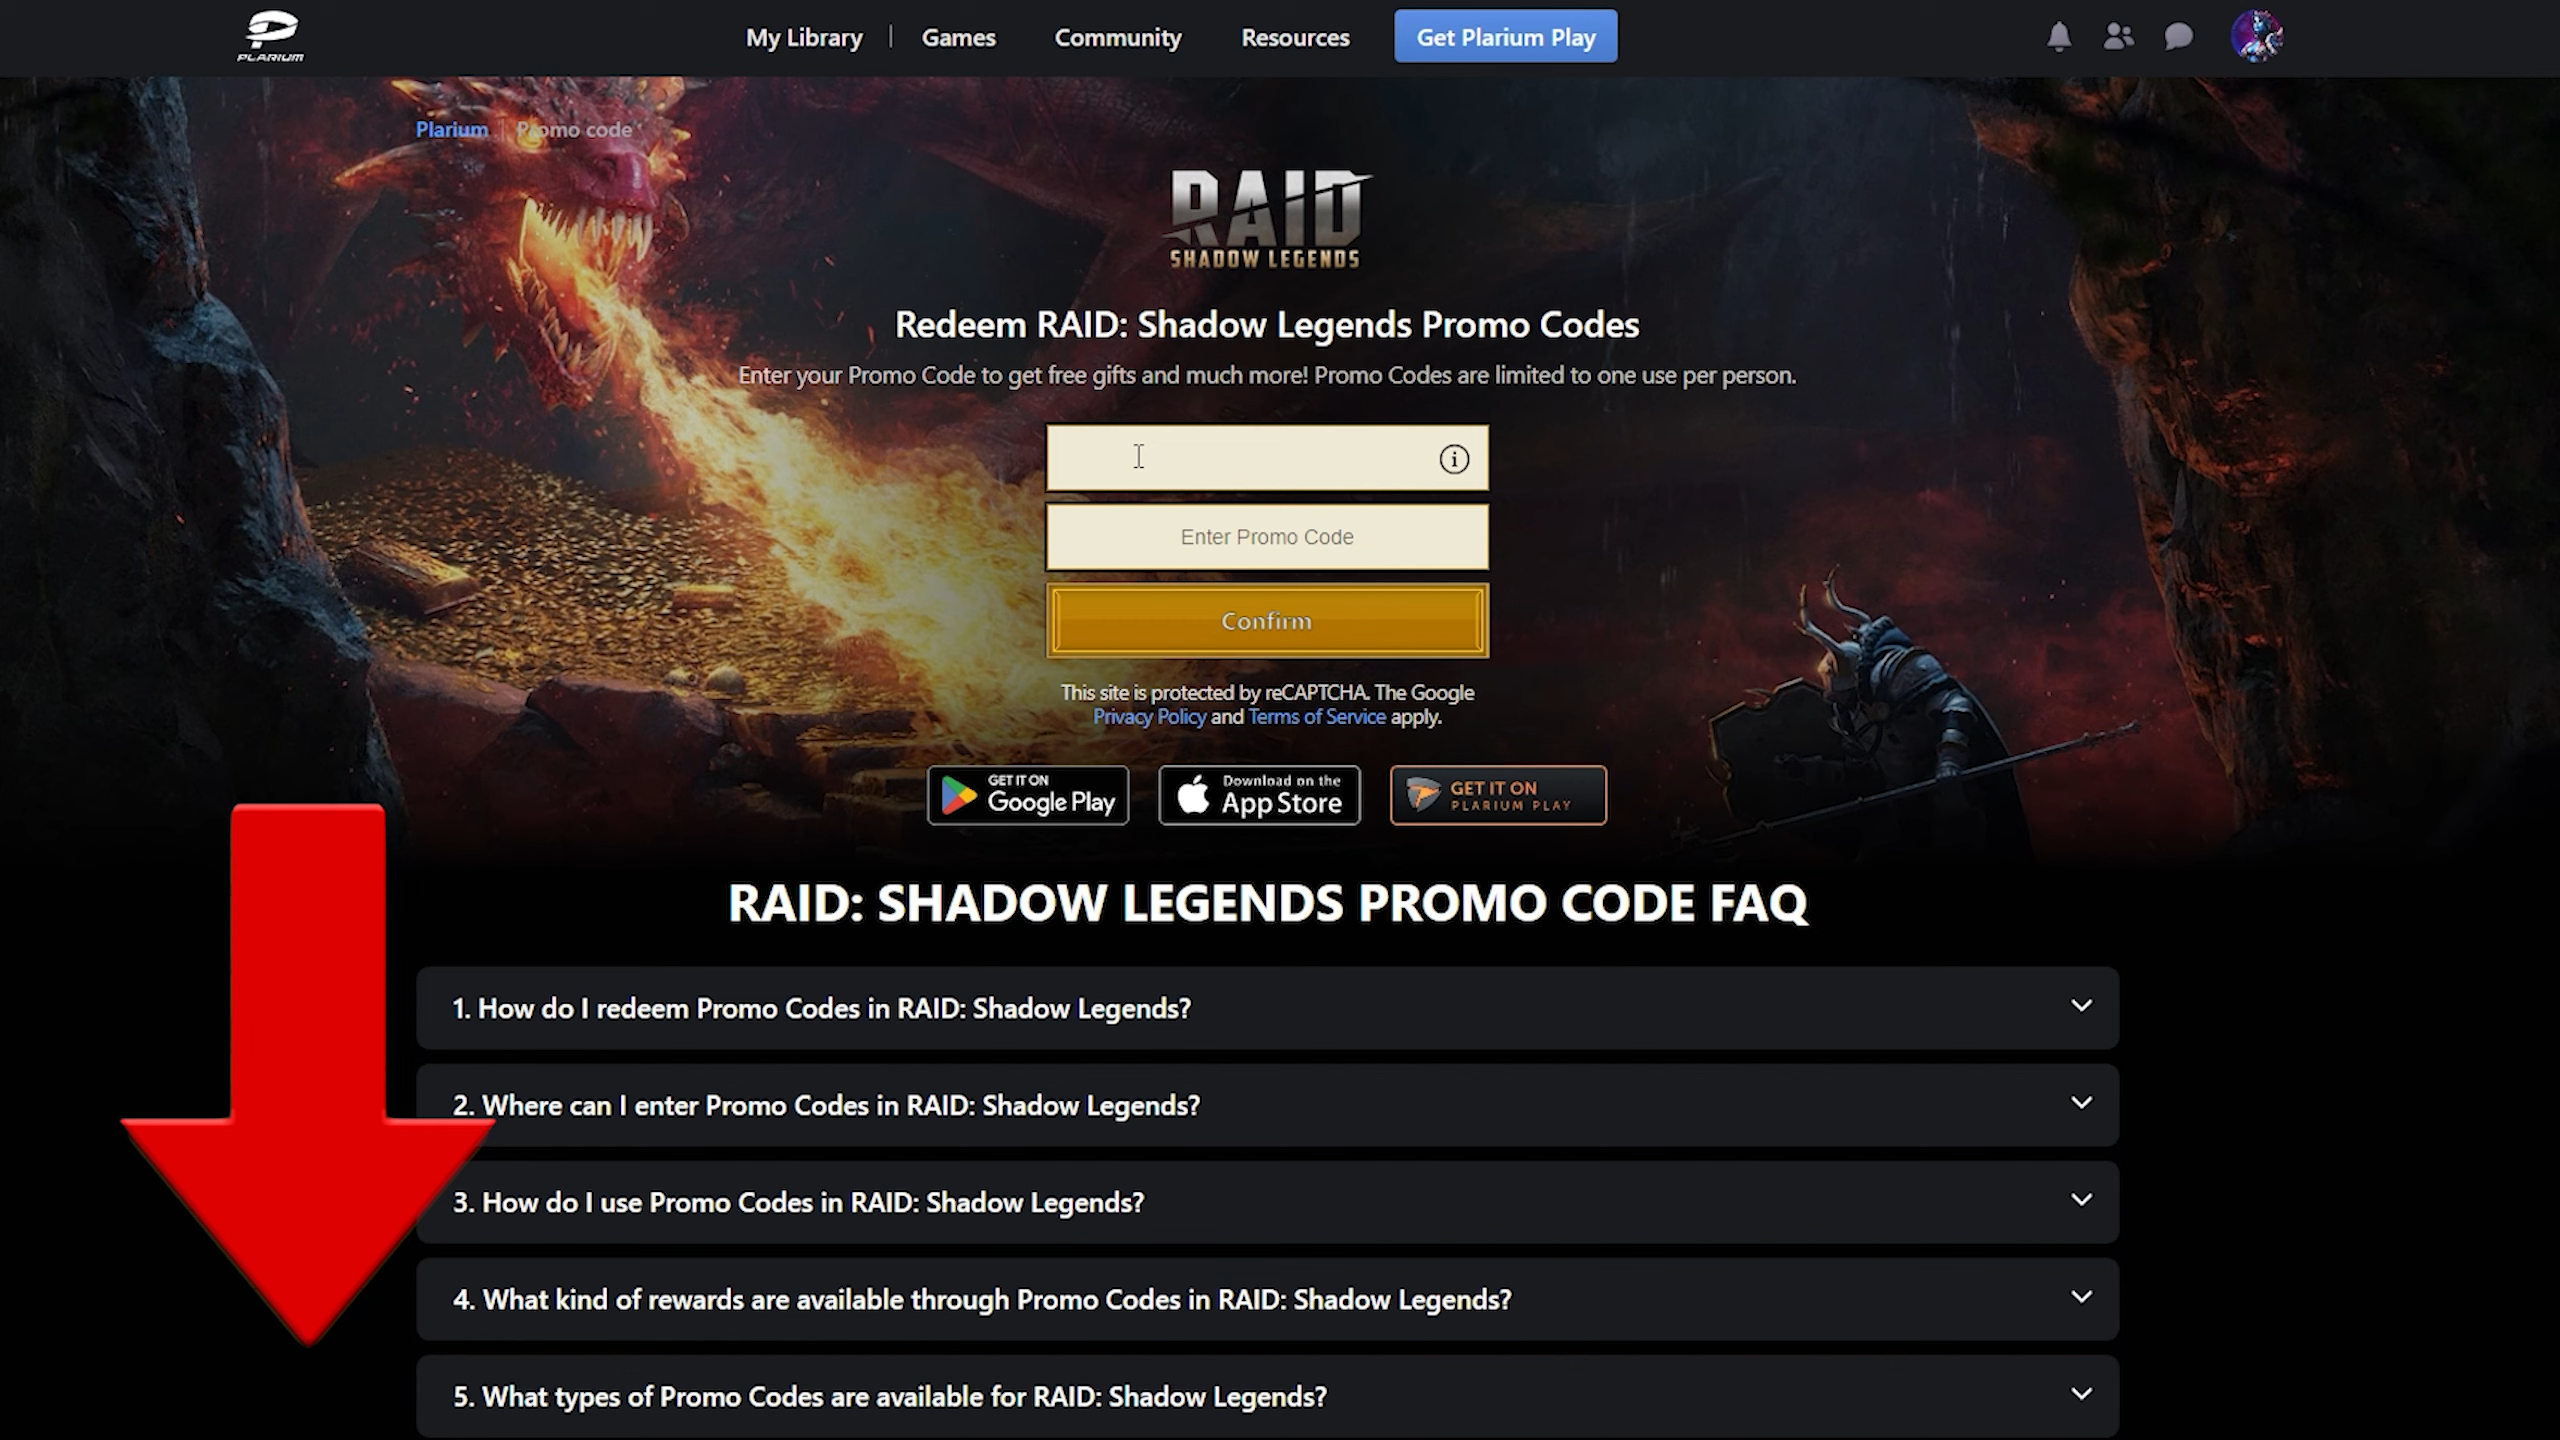 PLARIUM
My Library
Games
Community
Resources
Get Plarium Play
Plarium | Promo code
RAID
SHADOW LEGENDS
Redeem RAID: Shadow Legends Promo Codes
Enter your Promo Code to get free gifts and much more! Promo Codes are limited to one use per person.
Enter Promo Code
Confirm
This site is protected by reCAPTCHA. The Google
Privacy Policy and Terms of Service apply.
GET IT ON
Google Play
Download on the
App Store
GET IT ON
PLARIUM PLAY
RAID: SHADOW LEGENDS PROMO CODE FAQ
1. How do I redeem Promo Codes in RAID: Shadow Legends?
2. Where can I enter Promo Codes in RAID: Shadow Legends?
3. How do I use Promo Codes in RAID: Shadow Legends?
4. What kind of rewards are available through Promo Codes in RAID: Shadow Legends?
5. What types of Promo Codes are available for RAID: Shadow Legends?